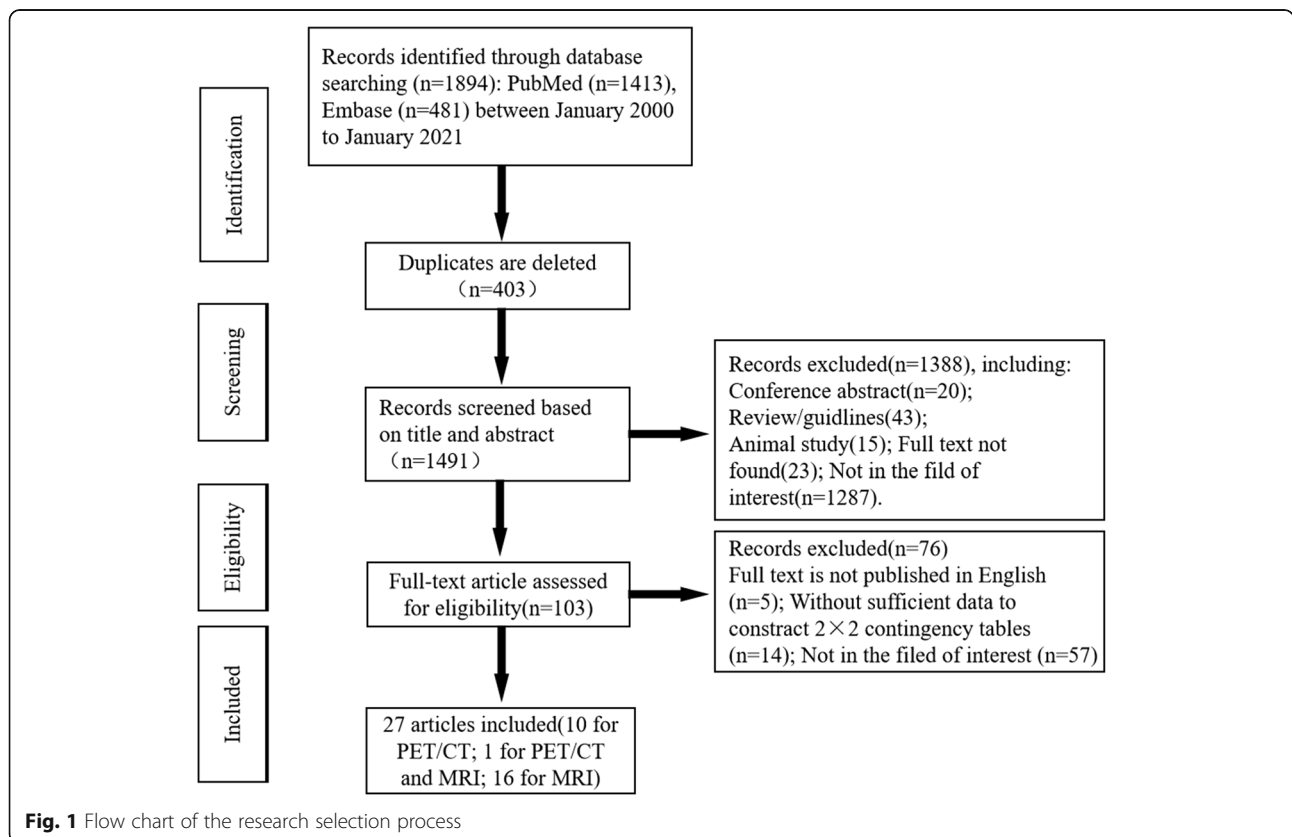 Records identified through database
searching (n=1894): PubMed (n=1413),
Embase (n=481) between January 2000
to January 2021
Identification
Duplicates are deleted
（n=403）
Screening
Records screened based
on title and abstract
（n=1491）
Records excluded(n=1388), including:
Conference abstract(n=20);
Review/guidlines(43);
Animal study(15); Full text not
found(23); Not in the fild of
interest(n=1287).
Eligibility
Full-text article assessed
for eligibility(n=103)
Records excluded(n=76)
Full text is not published in English
(n=5); Without sufficient data to
constract 2×2 contingency tables
(n=14); Not in the filed of interest (n=57)
Included
27 articles included(10 for
PET/CT; 1 for PET/CT
and MRI; 16 for MRI)
Fig. 1 Flow chart of the research selection process